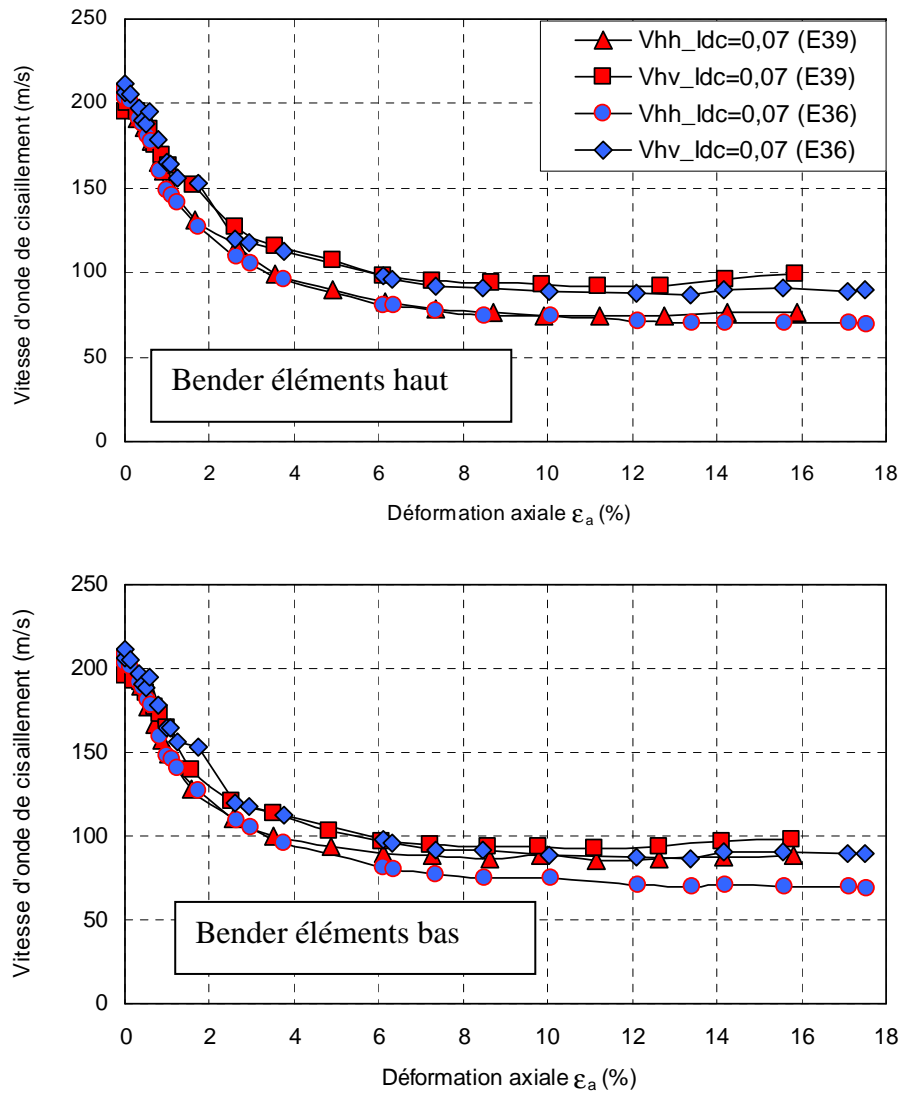 Vitesse d'onde de cisaillement (m/s)
250
200
150
100
50
0
Vhh_Idc=0,07 (E39)
Vhv_Idc=0,07 (E39)
Vhh_Idc=0,07 (E36)
Vhv_Idc=0,07 (E36)
Bender éléments haut
0 2 4 6 8 10 12 14 16 18
Déformation axiale εa (%)
Vitesse d'onde de cisaillement (m/s)
250
200
150
100
50
0
Bender éléments bas
0 2 4 6 8 10 12 14 16 18
Déformation axiale εa (%)